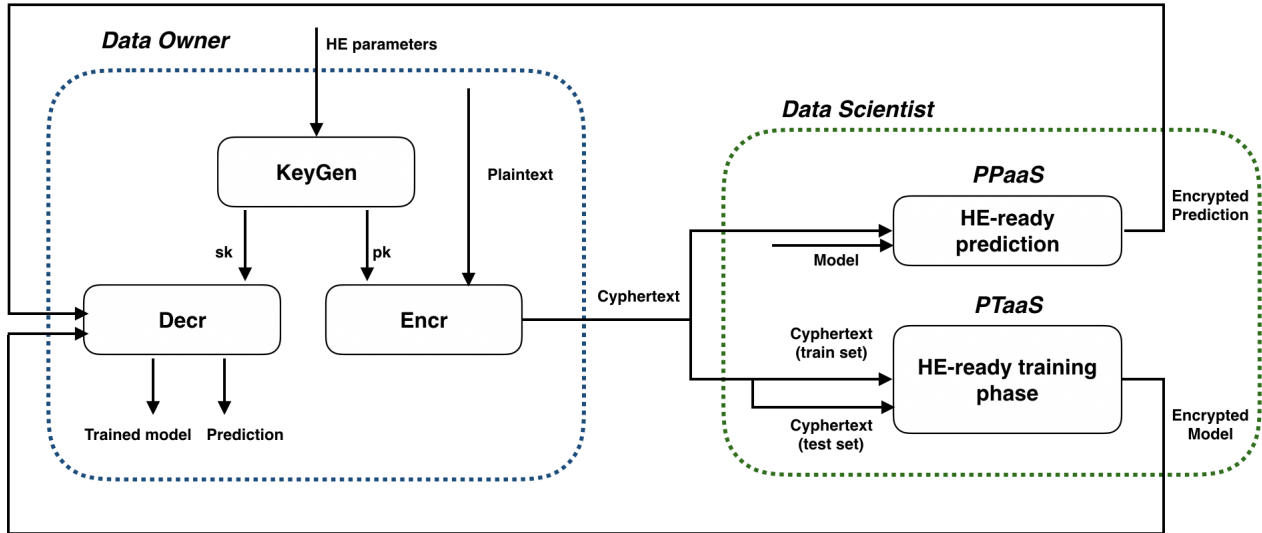 Data Owner
HE parameters
KeyGen
Plaintext
sk
pk
Decr
Encr
Trained model
Prediction
Cyphertext
Data Scientist
PPaaS
HE-ready
prediction
Model
Encrypted
Prediction
PTaaS
Cyphertext
(train set)
HE-ready training
phase
Cyphertext
(test set)
Encrypted
Model